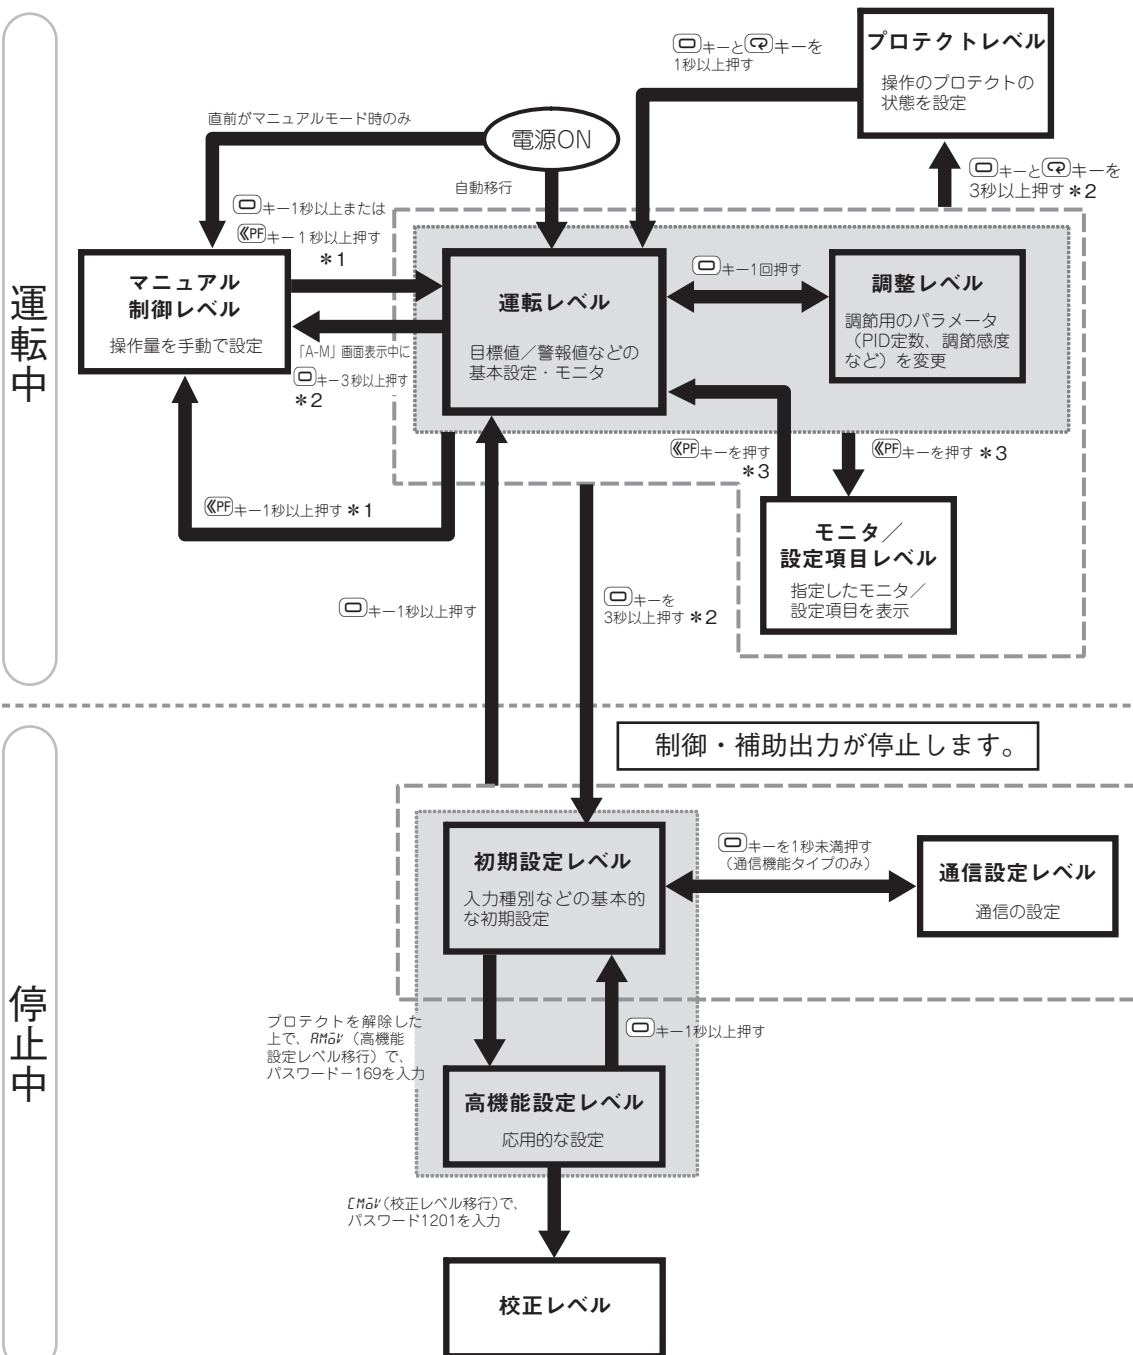 運転中
キーとキーを
1秒以上押す
プロテクトレベル
操作のプロテクトの
状態を設定
直前がマニュアルモード時のみ
電源ON
自動移行
キーとキーを
3秒以上押す＊2
キー1秒以上または
《PFキー1秒以上押す
＊1
マニュアル
制御レベル
操作量を手動で設定
「A-M」画面表示中に
キー3秒以上押す
＊2
運転レベル
目標値／警報値などの
基本設定・モニタ
キー1回押す
調整レベル
調節用のパラメータ
（PID定数、調節感度
など）を変更
《PFキーを押す
＊3
《PFキーを押す ＊3
《PFキー1秒以上押す＊1
モニタ／
設定項目レベル
指定したモニタ／
設定項目を表示
キー1秒以上押す
キーを
3秒以上押す＊2
停止中
制御・補助出力が停止します。
初期設定レベル
入力種別などの基本的
な初期設定
キーを1秒未満押す
（通信機能タイプのみ）
通信設定レベル
通信の設定
プロテクトを解除した
上で、AMoV（高機能
設定レベル移行）で、
パスワード－169を入力
キー1秒以上押す
高機能設定レベル
応用的な設定
CMoV（校正レベル移行）で、
パスワード1201を入力
校正レベル